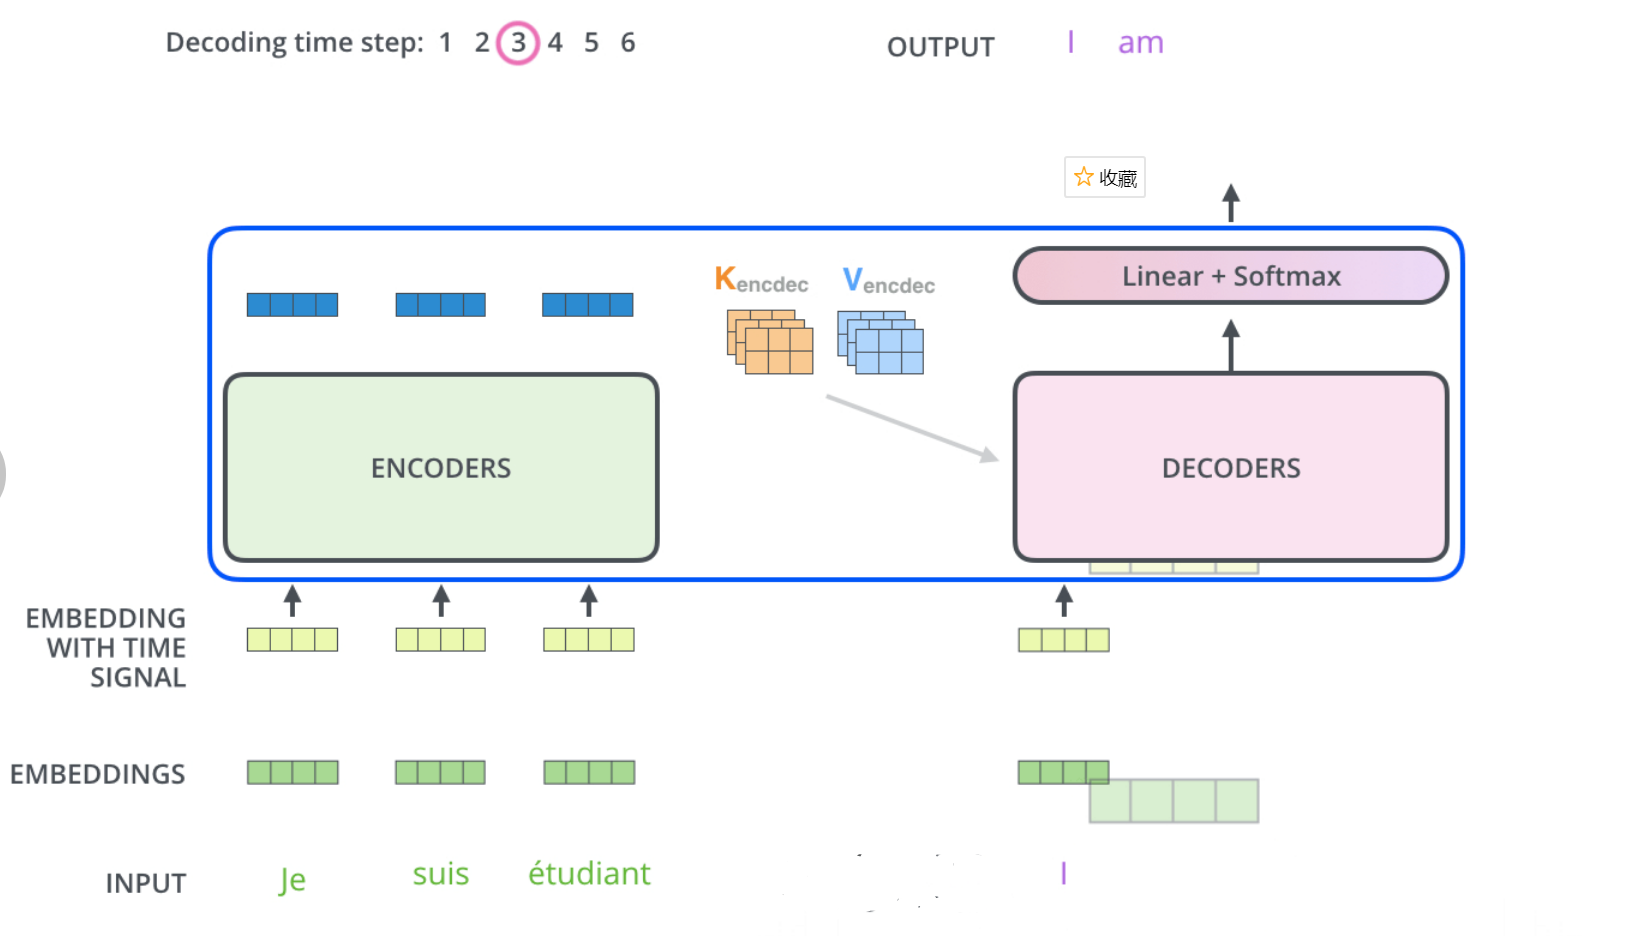 Decoding time step: 1 2 3 4 5 6
OUTPUT I am
收藏
Kencdec Vencdec
Linear + Softmax
ENCODERS
DECODERS
EMBEDDING
WITH TIME
SIGNAL
EMBEDDINGS
INPUT Je suis étudiant I